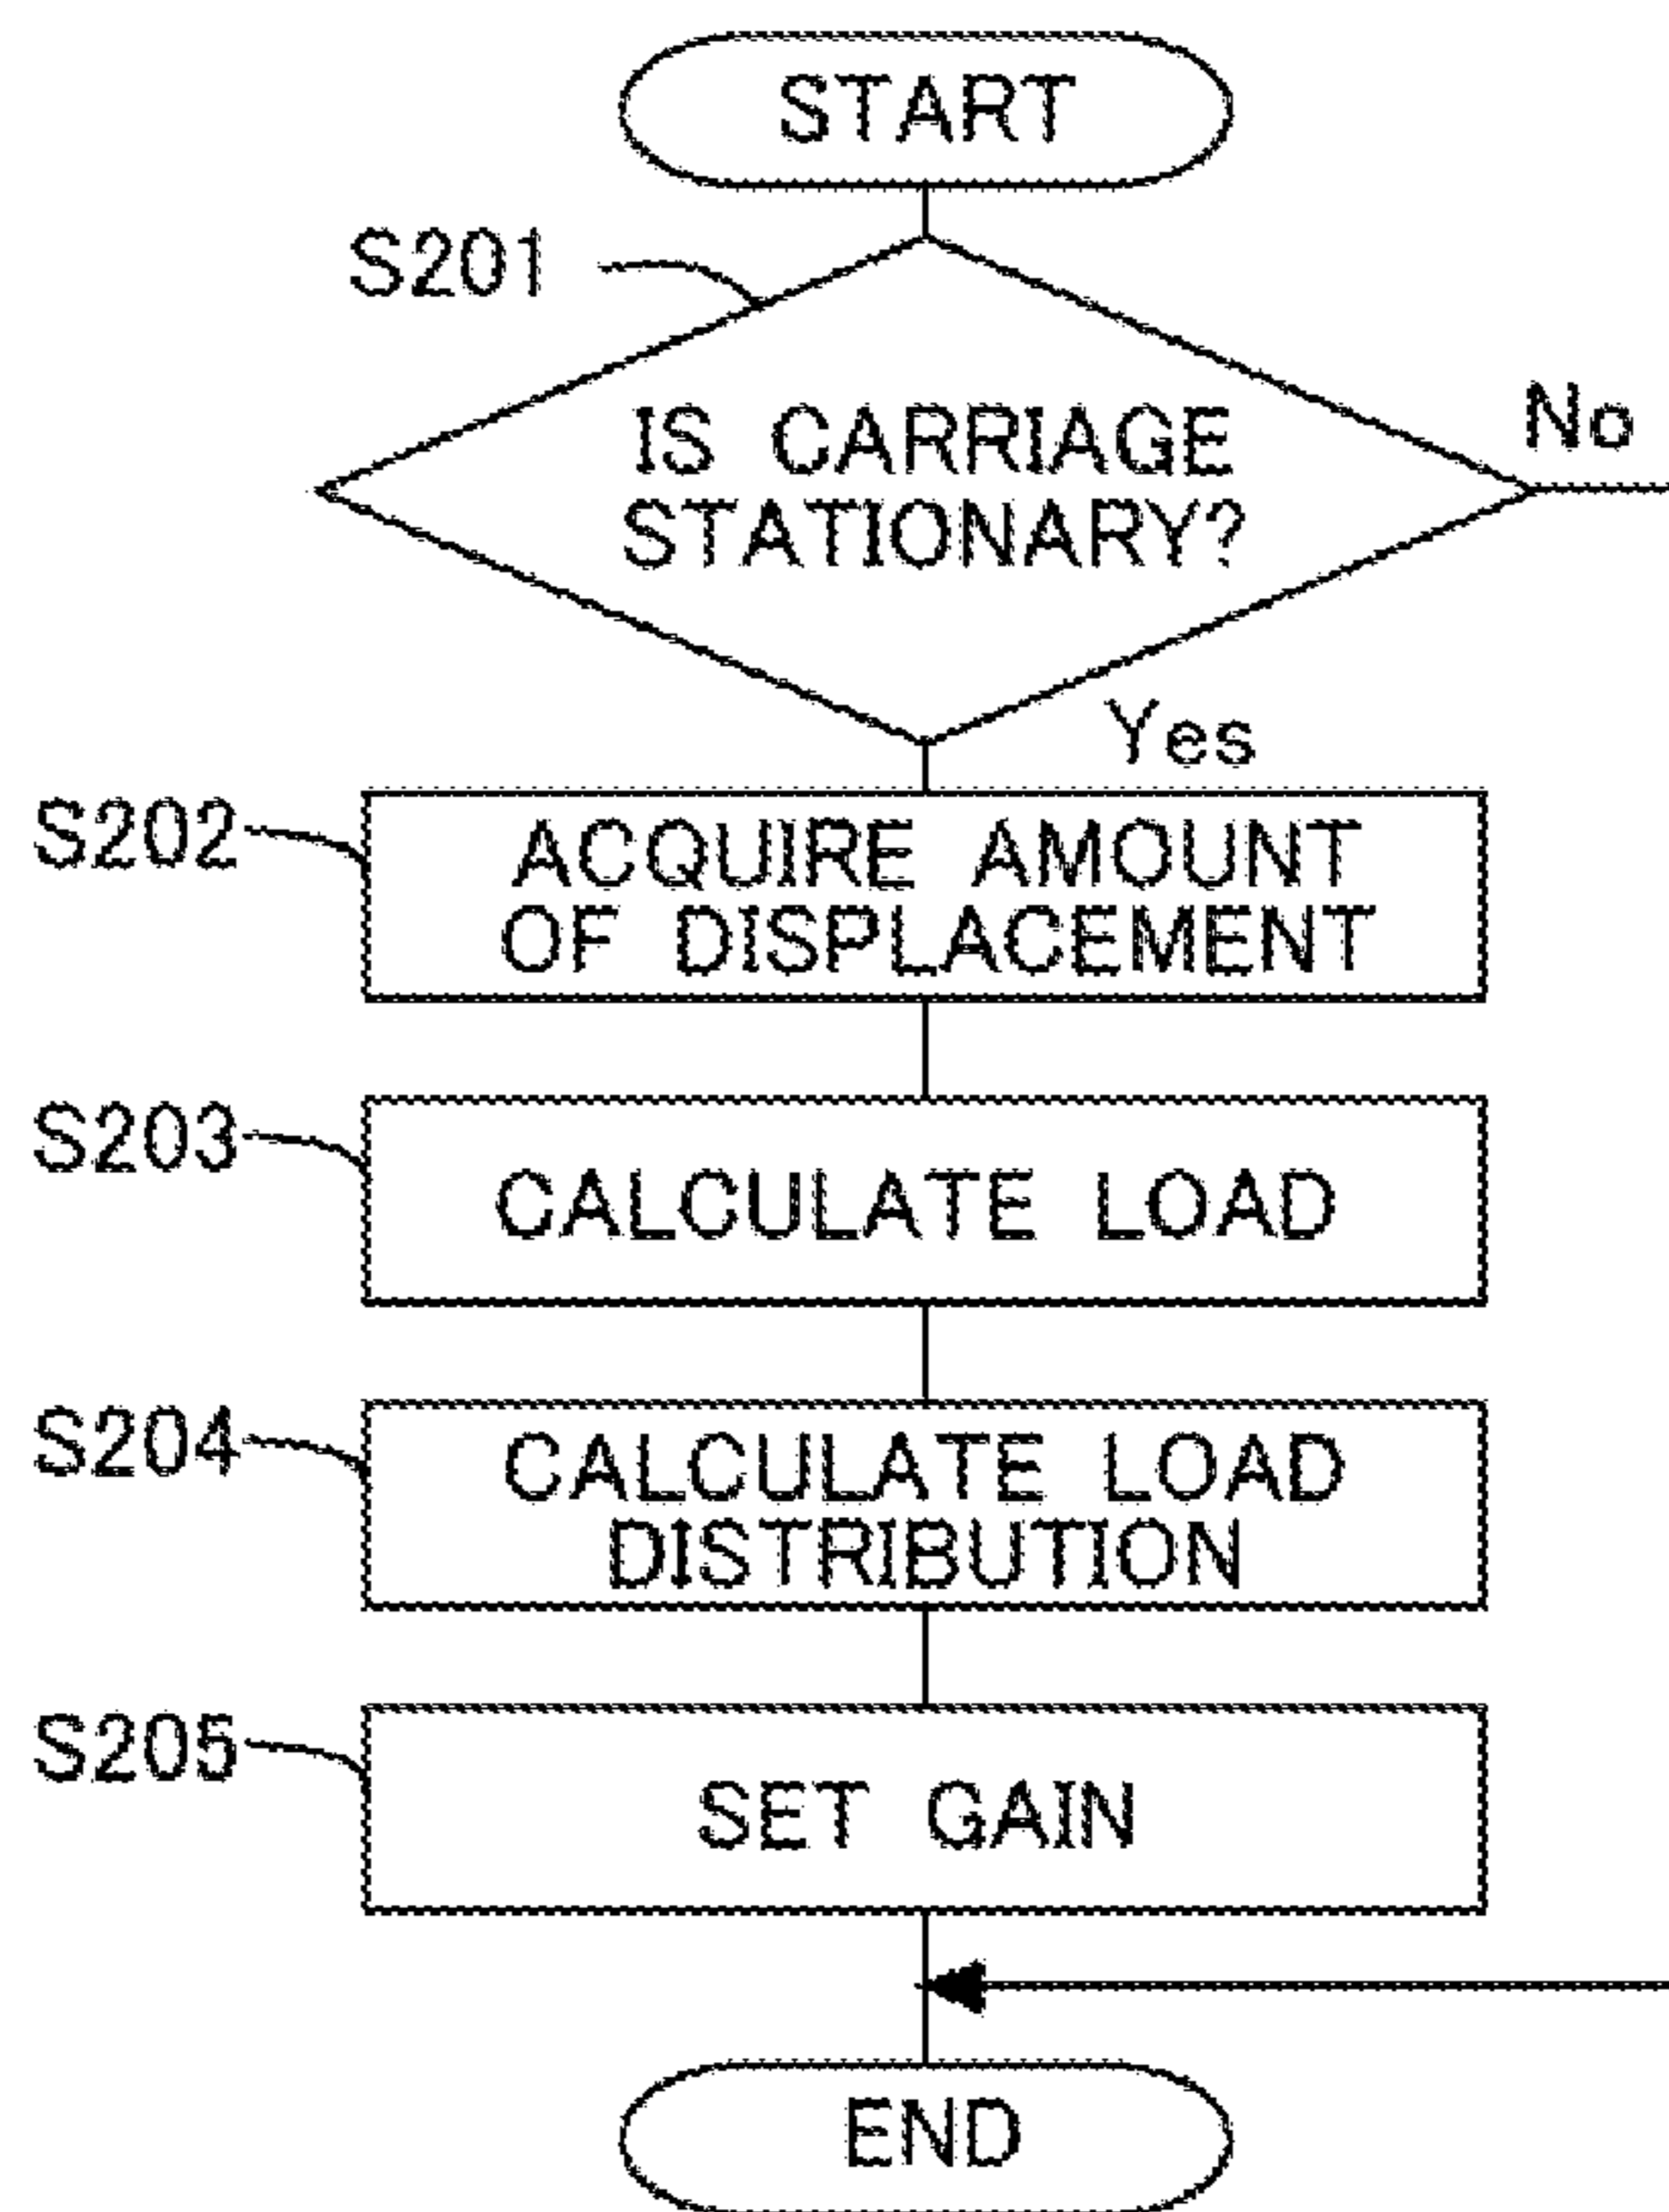 START
S201
IS CARRIAGE
STATIONARY?
No
Yes
S202
ACQUIRE AMOUNT
OF DISPLACEMENT
S203
CALCULATE LOAD
S204
CALCULATE LOAD
DISTRIBUTION
S205
SET GAIN
END